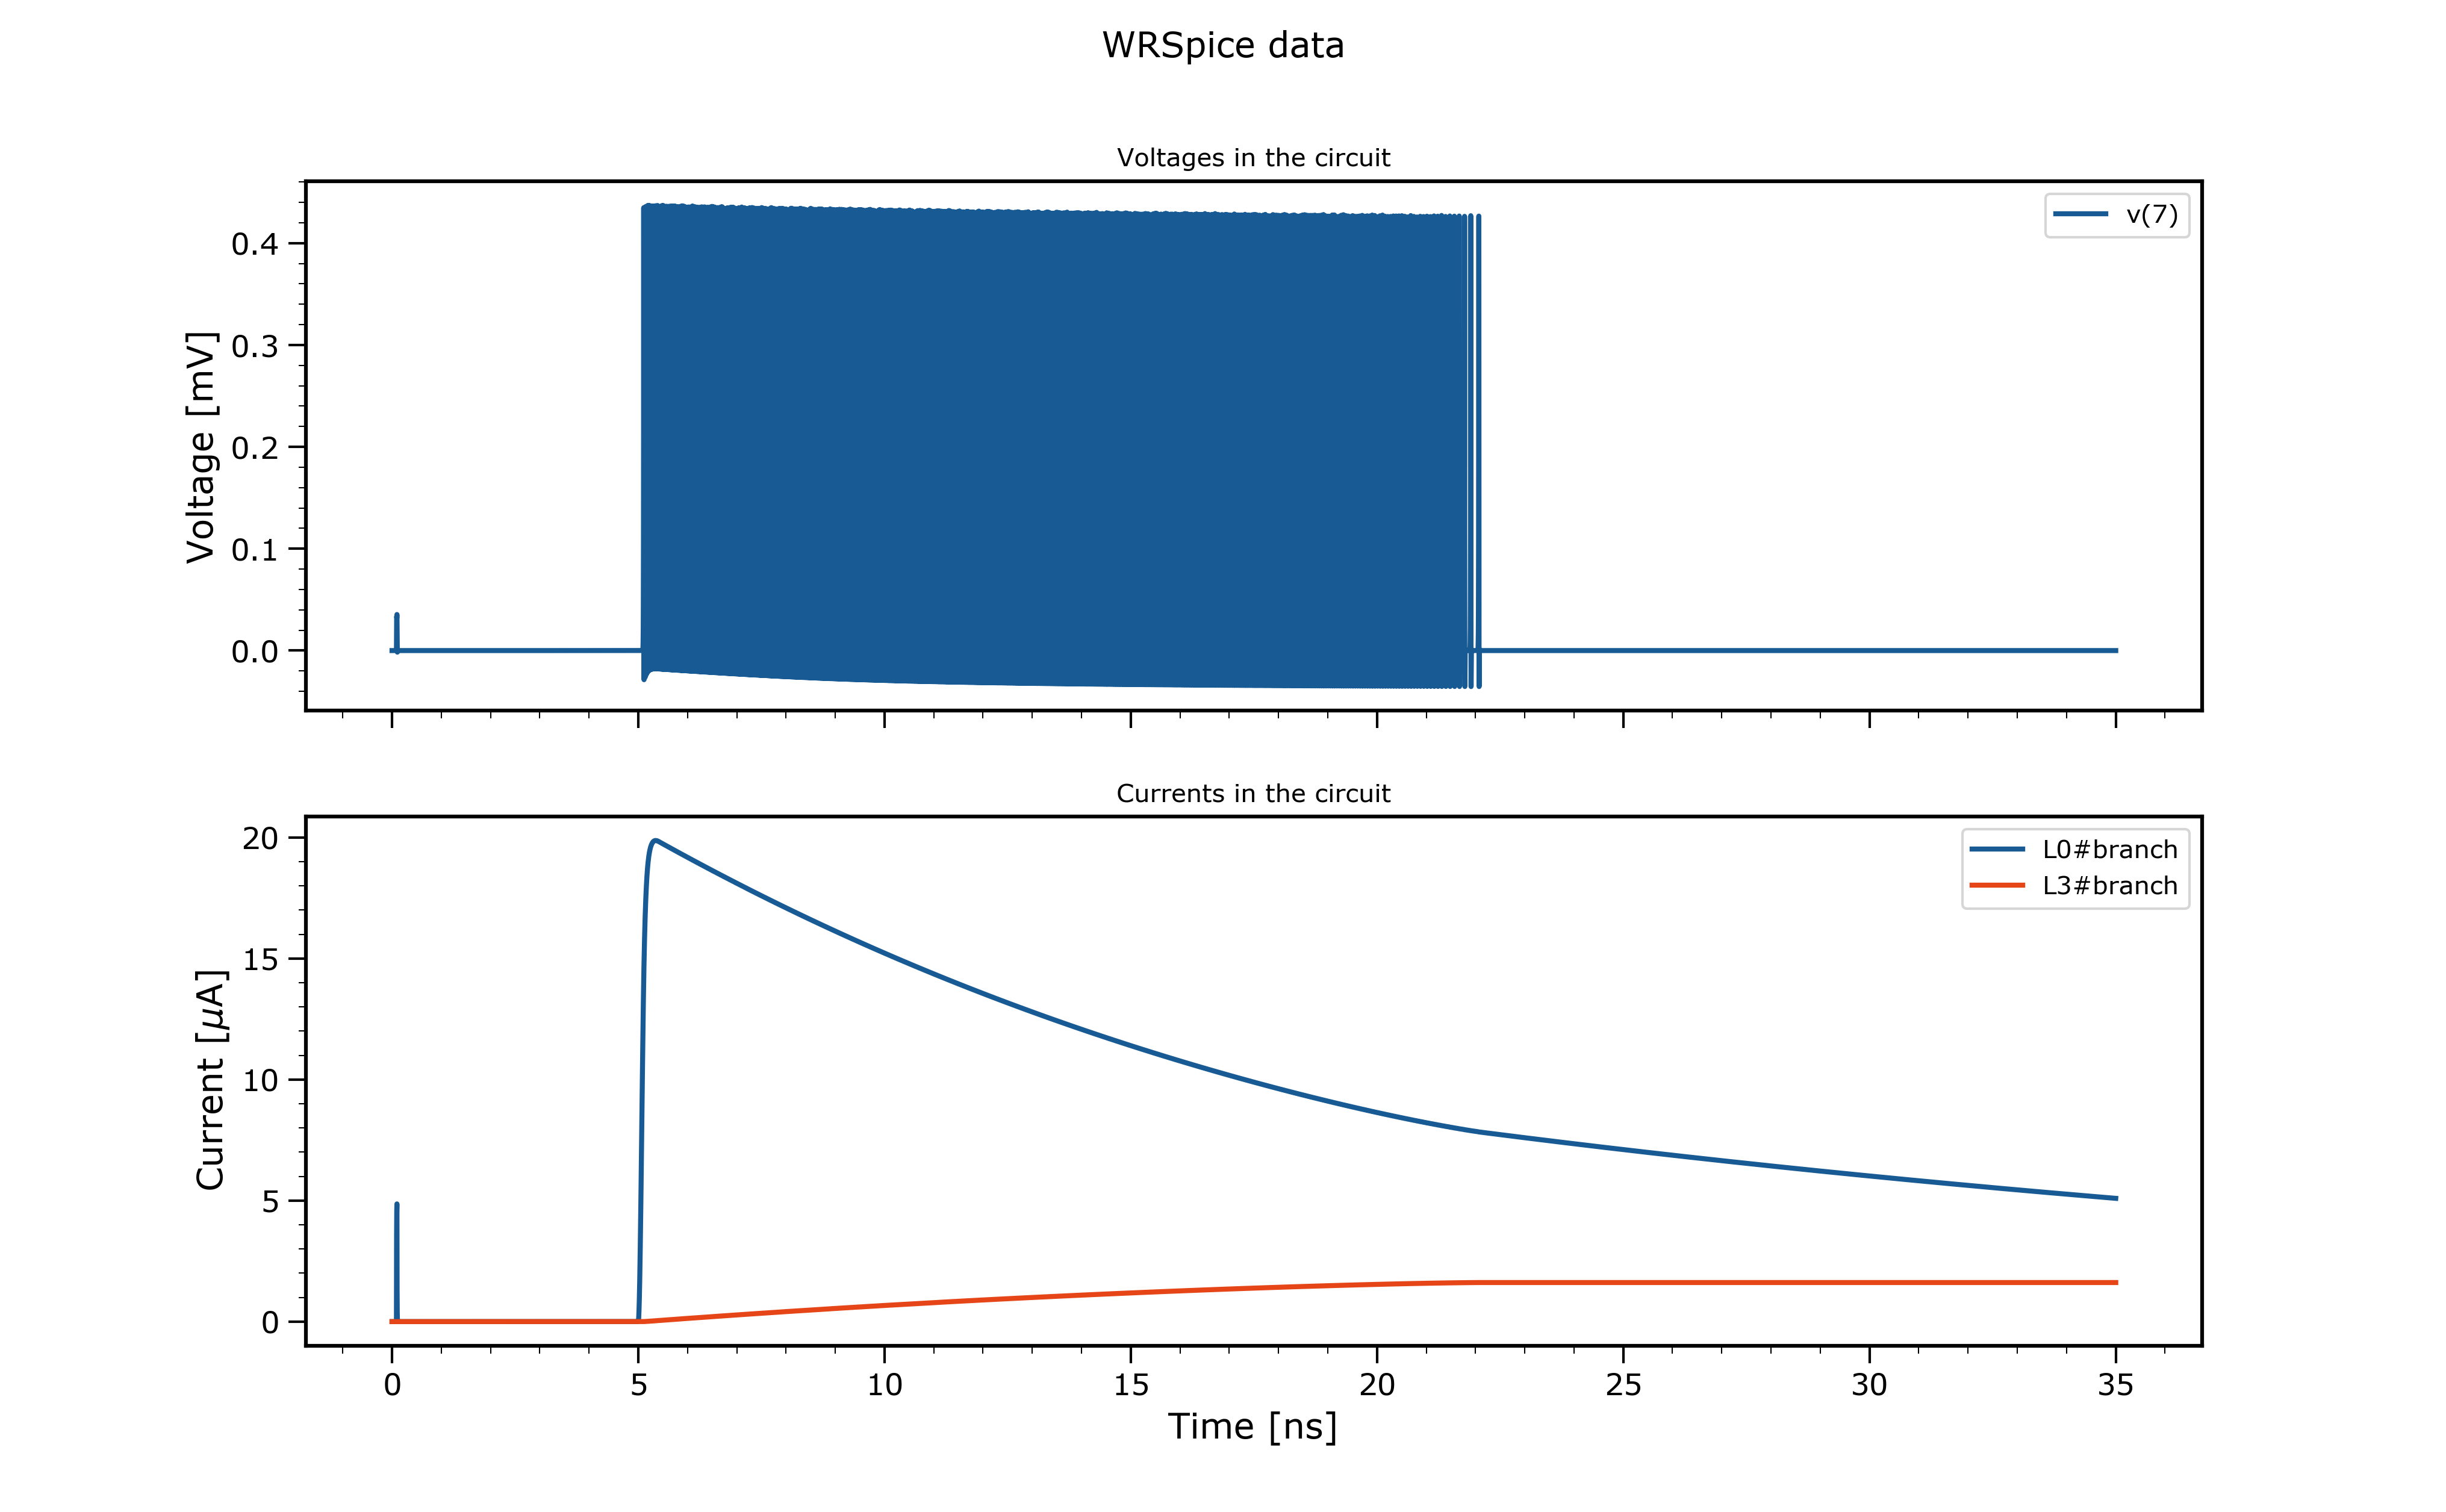 WRSpice data
Voltages in the circuit
v(7)
Voltage [mV]
0.4
0.3
0.2
0.1
0.0
Currents in the circuit
L0#branch
L3#branch
Current [μA]
20
15
10
5
0
0 5 10 15 20 25 30 35
Time [ns]